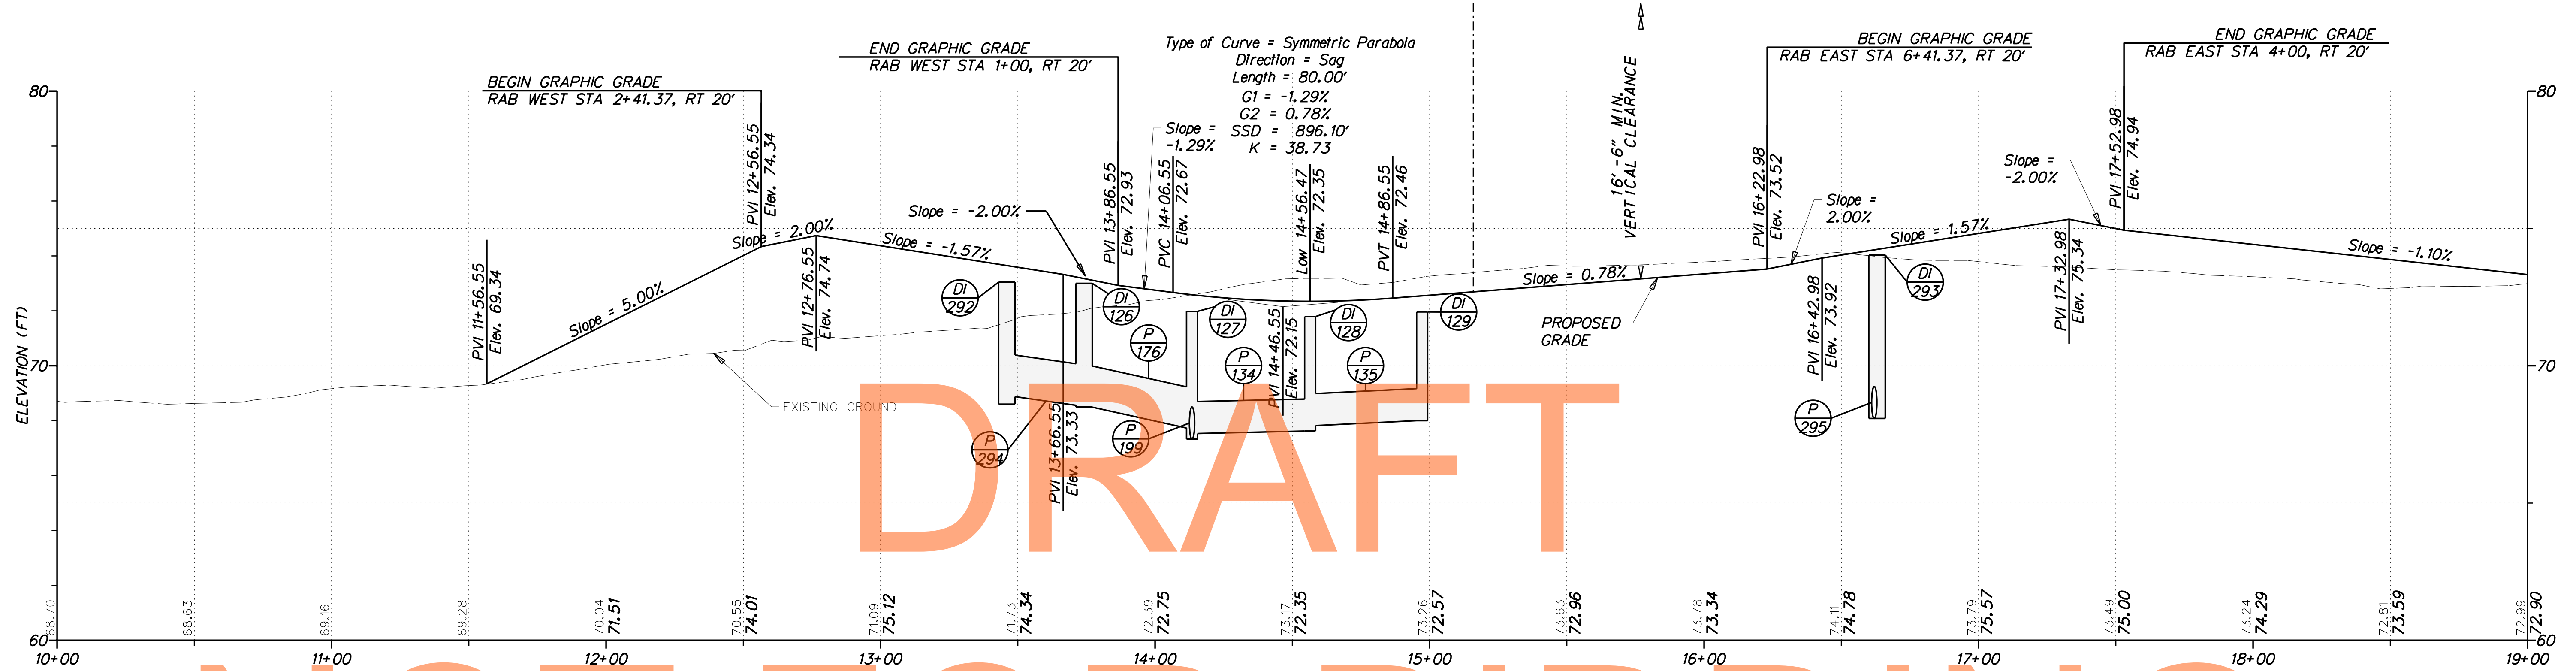 BEGIN GRAPHIC GRADE
RAB WEST STA 2+41.37, RT 20'
END GRAPHIC GRADE
RAB WEST STA 1+00, RT 20'
Type of Curve = Symmetric Parabola
Direction = Sag
Length = 80.00'
G1 = -1.29%
G2 = 0.78%
SSD = 896.10'
K = 38.73
Slope =
-1.29%
16'-6" MIN.
VERTICAL CLEARANCE
BEGIN GRAPHIC GRADE
RAB EAST STA 6+41.37, RT 20'
END GRAPHIC GRADE
RAB EAST STA 4+00, RT 20'
80
80
70
70
60
60
ELEVATION (FT)
PVI 11+56.55
Elev. 69.34
Slope = 5.00%
PVI 12+56.55
Elev. 74.34
Slope = 2.00%
PVI 12+76.55
Elev. 74.74
Slope = -1.57%
Slope = -2.00%
PVI 13+66.55
Elev. 73.33
PVI 13+86.55
Elev. 72.93
PVC 14+06.55
Elev. 72.67
PVI 14+46.55
Elev. 72.15
Low 14+56.47
Elev. 72.35
PVT 14+86.55
Elev. 72.46
Slope = 0.78%
PROPOSED
GRADE
PVI 16+22.98
Elev. 73.52
Slope =
2.00%
PVI 16+42.98
Elev. 73.92
Slope = 1.57%
Slope =
-2.00%
PVI 17+32.98
Elev. 75.34
PVI 17+52.98
Elev. 74.94
Slope = -1.10%
EXISTING GROUND
DI
292
DI
126
P
176
DI
127
P
134
DI
128
P
135
DI
129
P
294
P
199
DI
293
P
295
DRAFT
68.70
68.63
69.16
69.28
70.04
71.51
70.55
74.01
71.09
75.12
71.73
74.34
72.39
72.75
73.17
72.35
73.26
72.57
73.63
72.96
73.78
73.34
74.11
74.78
73.79
75.57
73.49
75.00
73.24
74.29
72.81
73.59
72.99
72.90
10+00
11+00
12+00
13+00
14+00
15+00
16+00
17+00
18+00
19+00